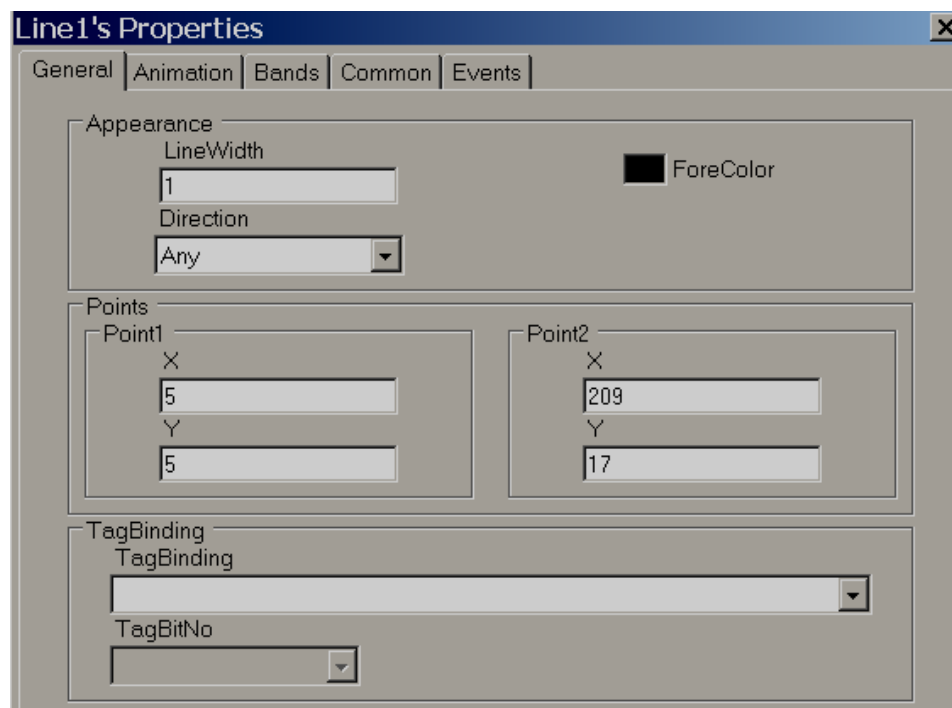 Line1's Properties
General Animation Bands Common Events
Appearance
LineWidth
1
ForeColor
Direction
Any
Points
Point1
X
5
Y
5
Point2
X
209
Y
17
TagBinding
TagBinding
TagBitNo